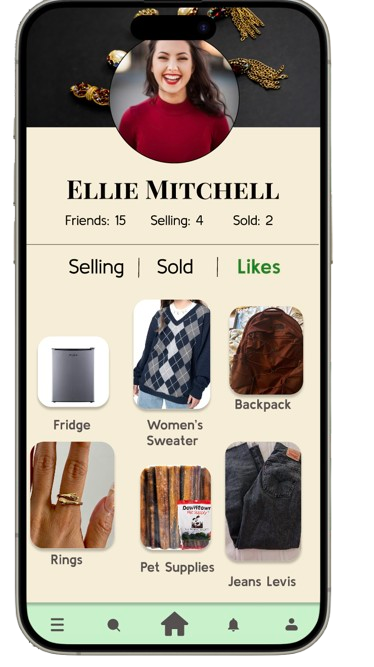 Ellie Mitchell
Friends: 15 Selling: 4 Sold: 2
Selling | Sold | Likes
Fridge
Women's
Sweater
Backpack
Rings
Pet Supplies
Jeans Levis